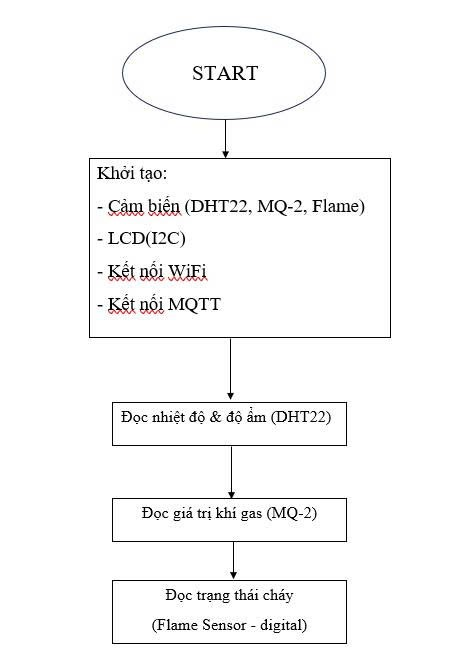 START
Khởi tạo:
- Cảm biến (DHT22, MQ-2, Flame)
- LCD(I2C)
- Kết nối WiFi
- Kết nối MQTT
Đọc nhiệt độ & độ ẩm (DHT22)
Đọc giá trị khí gas (MQ-2)
Đọc trạng thái cháy
(Flame Sensor - digital)